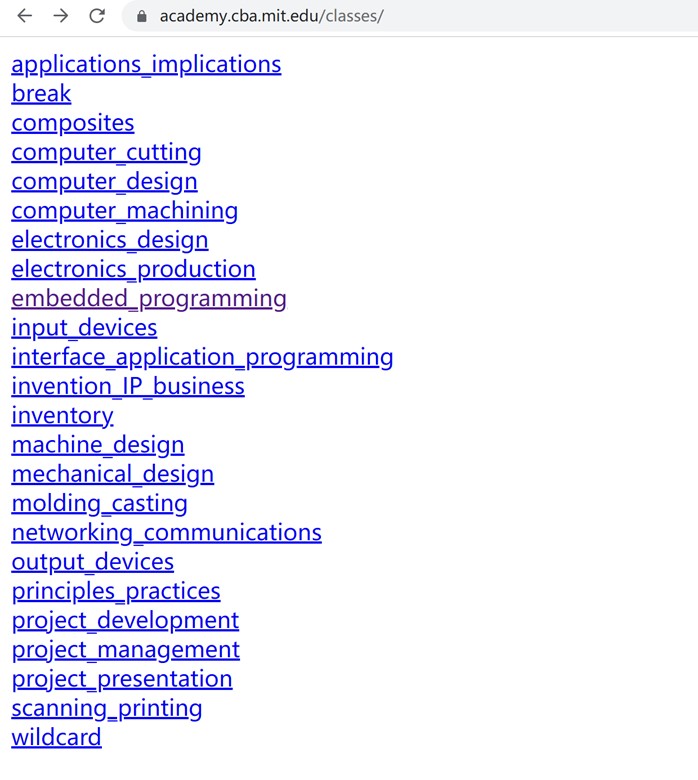 academy.cba.mit.edu/classes/
applications_implications
break
composites
computer_cutting
computer_design
computer_machining
electronics_design
electronics_production
embedded_programming
input_devices
interface_application_programming
invention_IP_business
inventory
machine_design
mechanical_design
molding_casting
networking_communications
output_devices
principles_practices
project_development
project_management
project_presentation
scanning_printing
wildcard